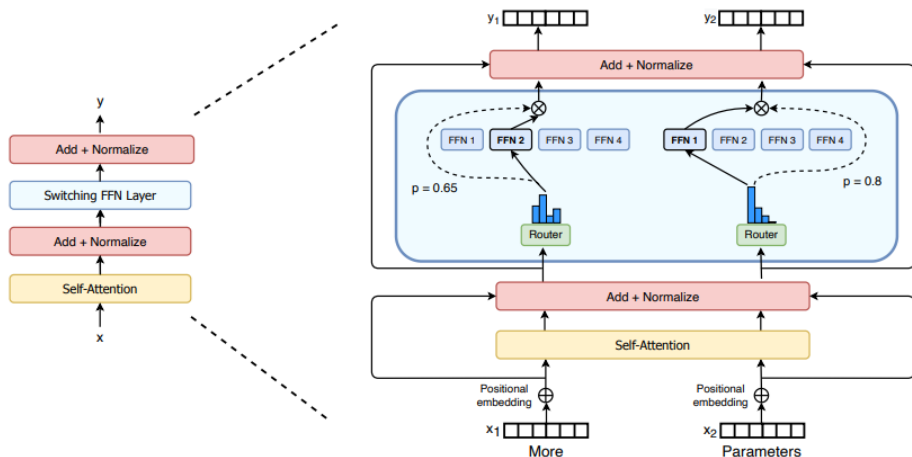 y
Add + Normalize
Switching FFN Layer
Add + Normalize
Self-Attention
x
y1
y2
Add + Normalize
FFN 1 FFN 2 FFN 3 FFN 4
FFN 1 FFN 2 FFN 3 FFN 4
p = 0.65
p = 0.8
Router
Router
Add + Normalize
Self-Attention
Positional
embedding
Positional
embedding
x1
x2
More
Parameters